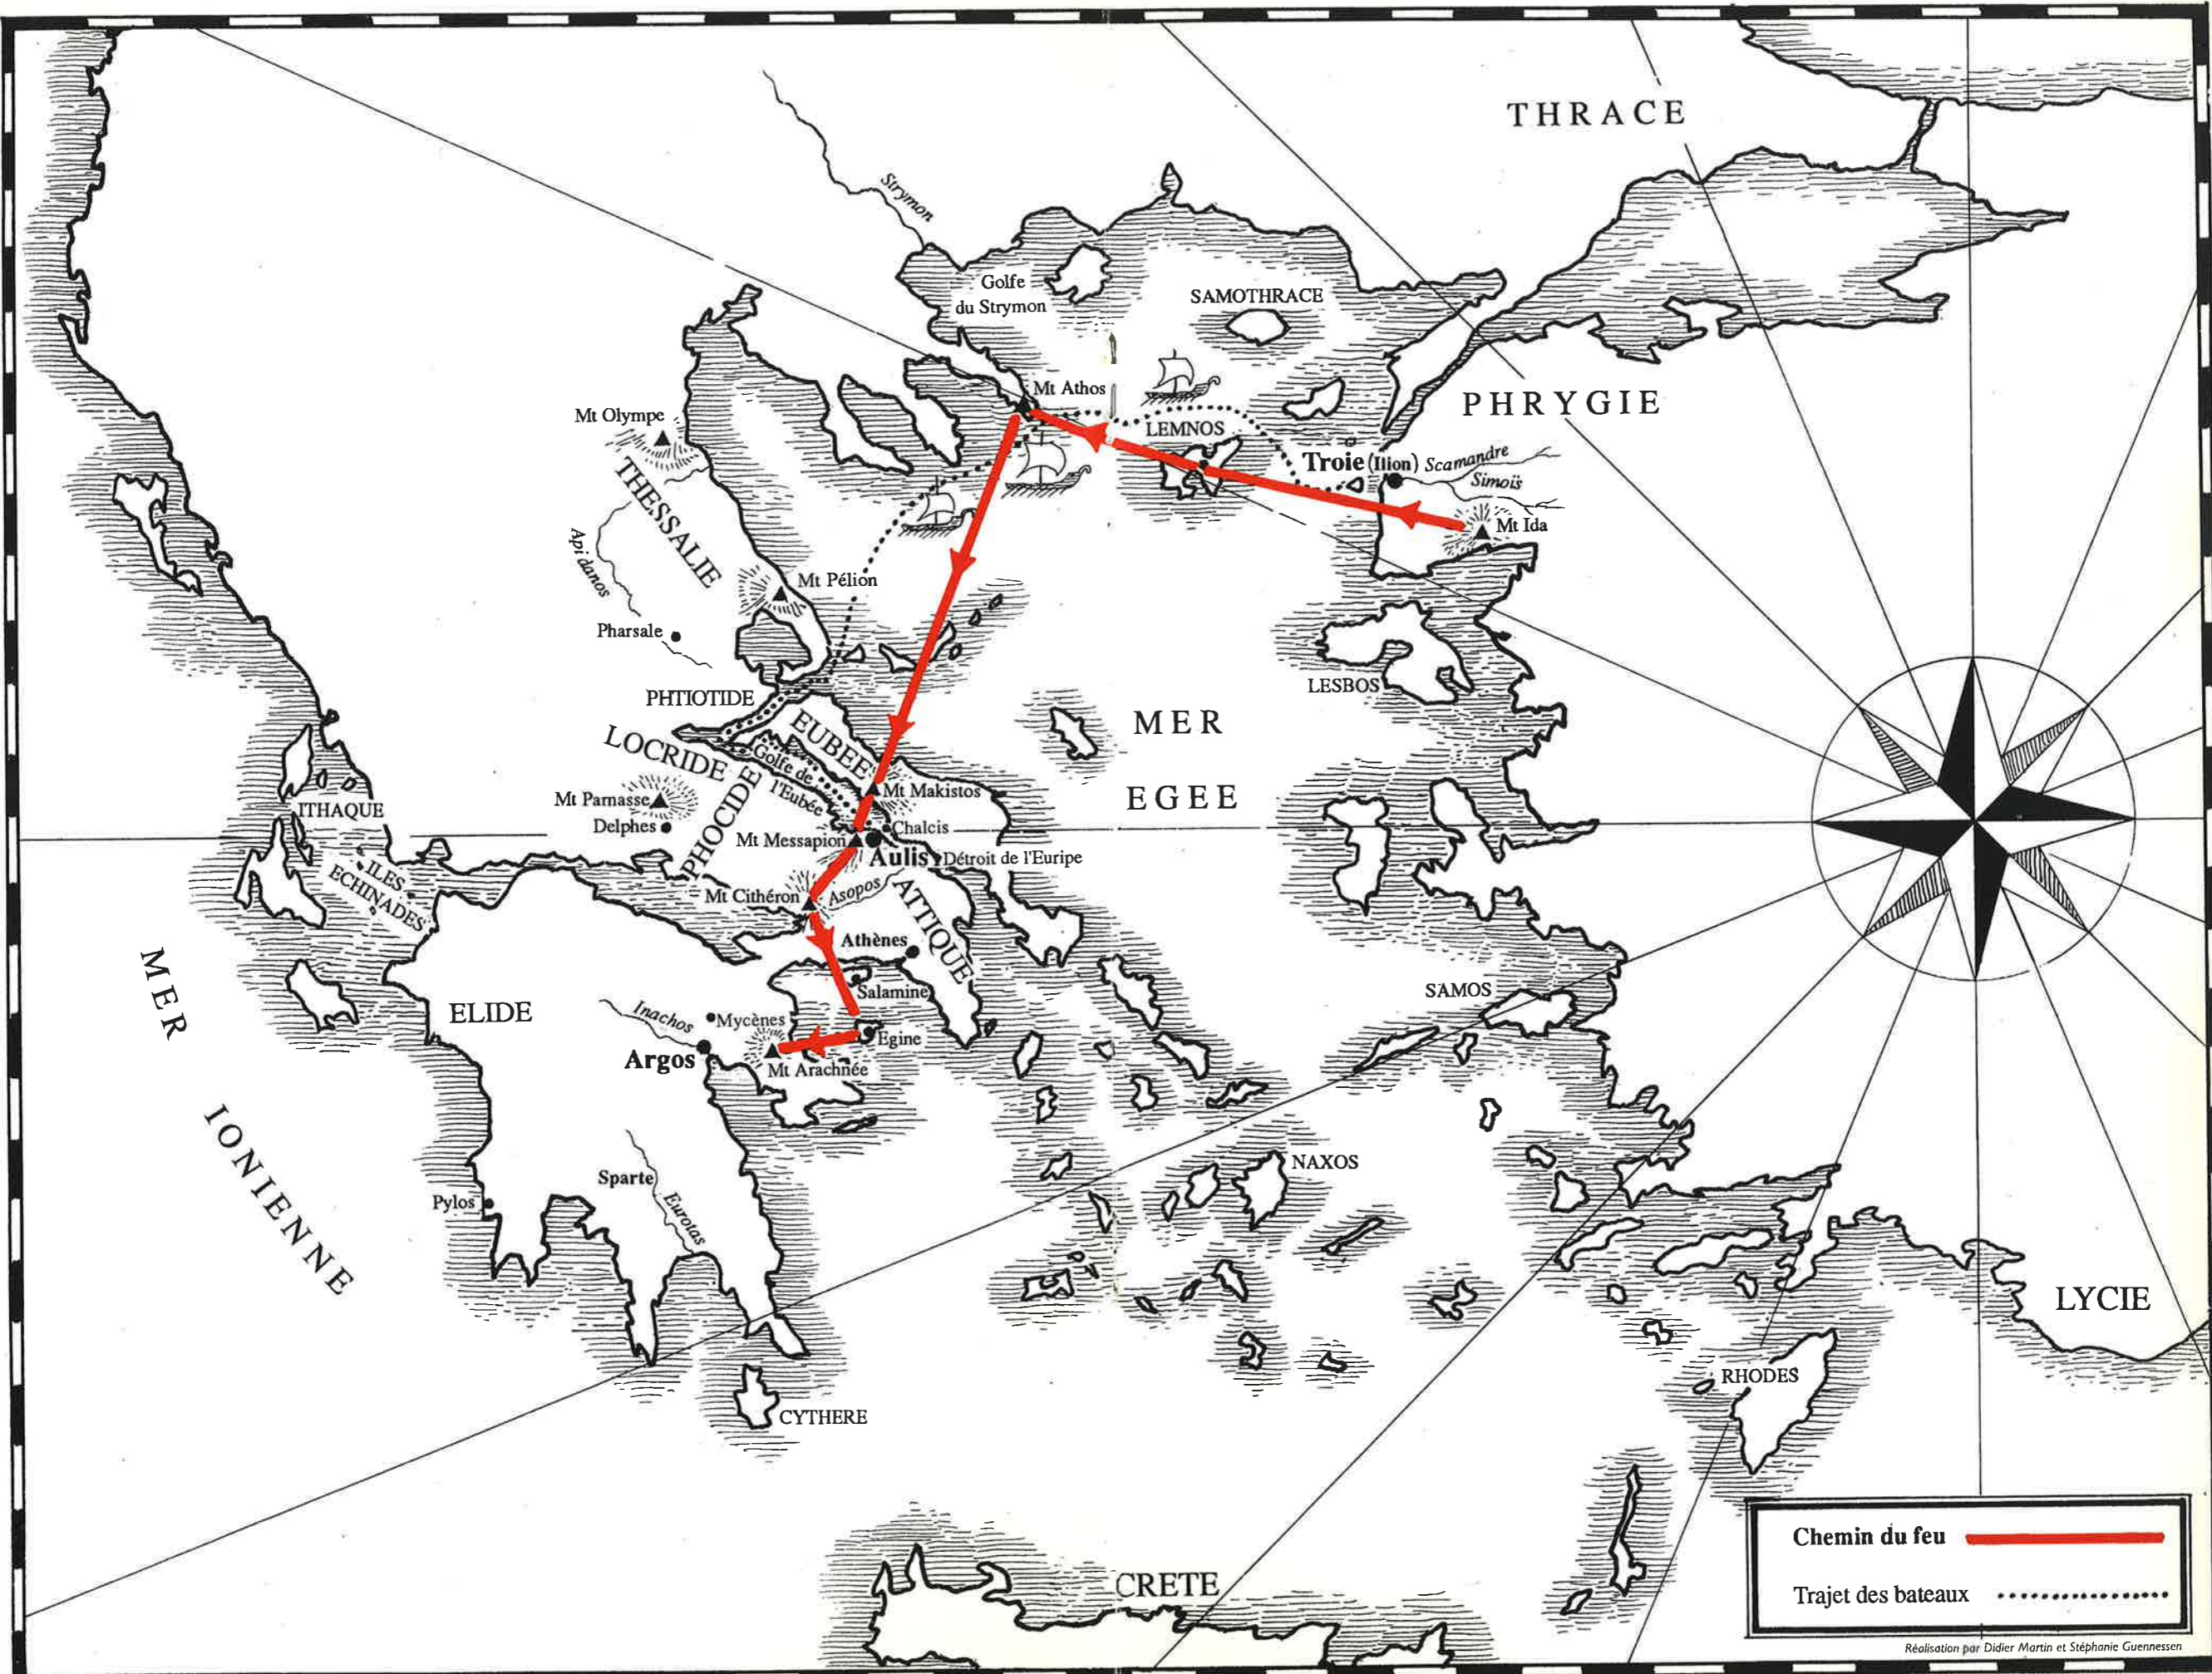 THRACE
Strymon
Golfe
du Strymon
SAMOTHRACE
Mt Athos
PHRYGIE
Mt Olympe
LEMNOS
Troie (Ilion)
Scamandre
Simoïs
THESSALIE
Mt Ida
Apidanos
Mt Pélion
Pharsale
LESBOS
PHTIOTIDE
MER
EGEE
EUBEE
LOCRIDE
Golfe de
l'Eubée
PHOCIDE
Mt Makistos
Mt Parnasse
Delphes
ITHAQUE
Chalcis
Mt Messapion
Aulis
Détroit de l'Euripe
ILES
ECHINADES
Mt Cithéron
Asopos
ATTIQUE
Athènes
MER
IONIENNE
Salamine
SAMOS
ELIDE
Inachos
Mycènes
Egine
Argos
Mt Arachnée
NAXOS
Sparte
Eurotas
Pylos
LYCIE
RHODES
CYTHERE
CRETE
Chemin du feu
Trajet des bateaux
Réalisation par Didier Martin et Stéphanie Guennessen